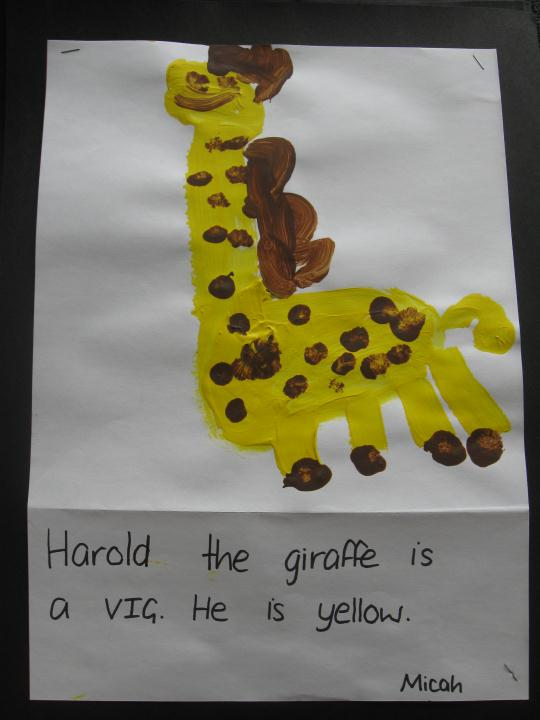 Harold the giraffe is
a VIG. He is yellow.
Micah